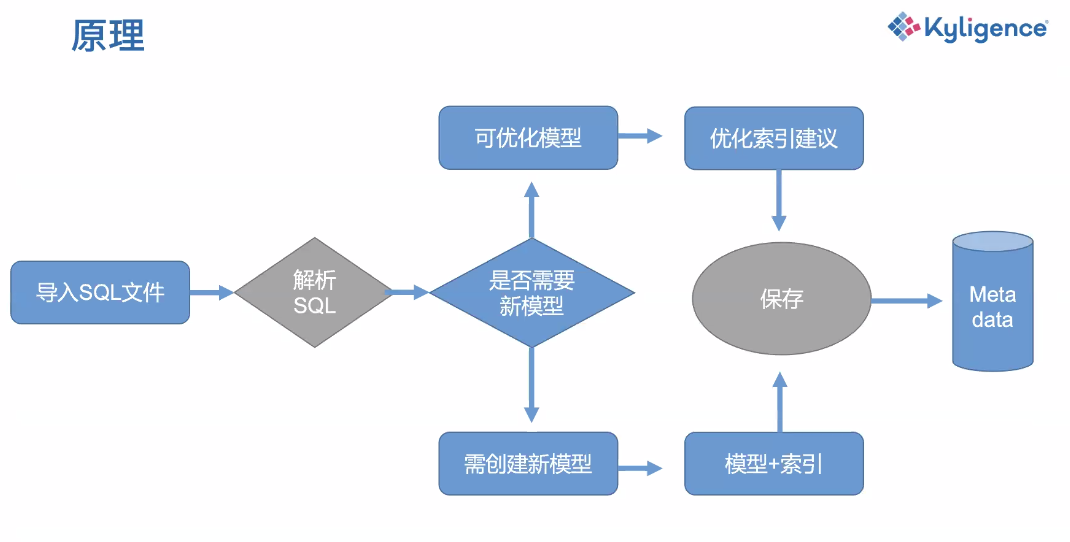 原理
Kyligence
可优化模型
优化索引建议
导入SQL文件
解析
SQL
是否需要
新模型
保存
Meta
data
需创建新模型
模型+索引